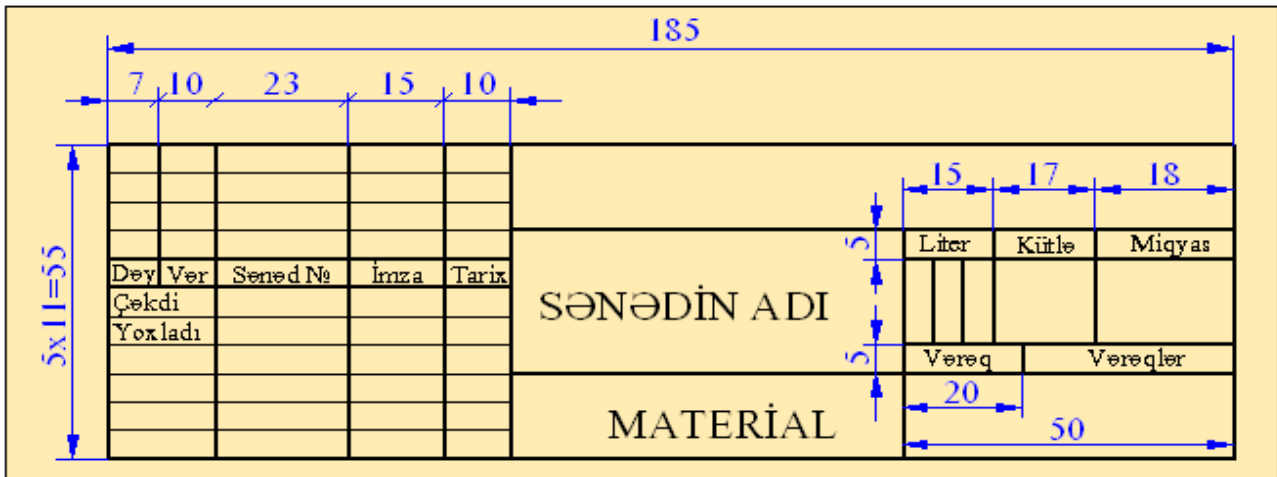 185
7 10 23 15 10
15 17 18
5 Liter Kütlə Miqyas
5x11=55
Dəy Vər Sənəd № İmza Tarix
Çəkdi
SƏNƏDİN ADI
Yoxladı
5 Vərəq Vərəqlər
20
MATERİAL
50